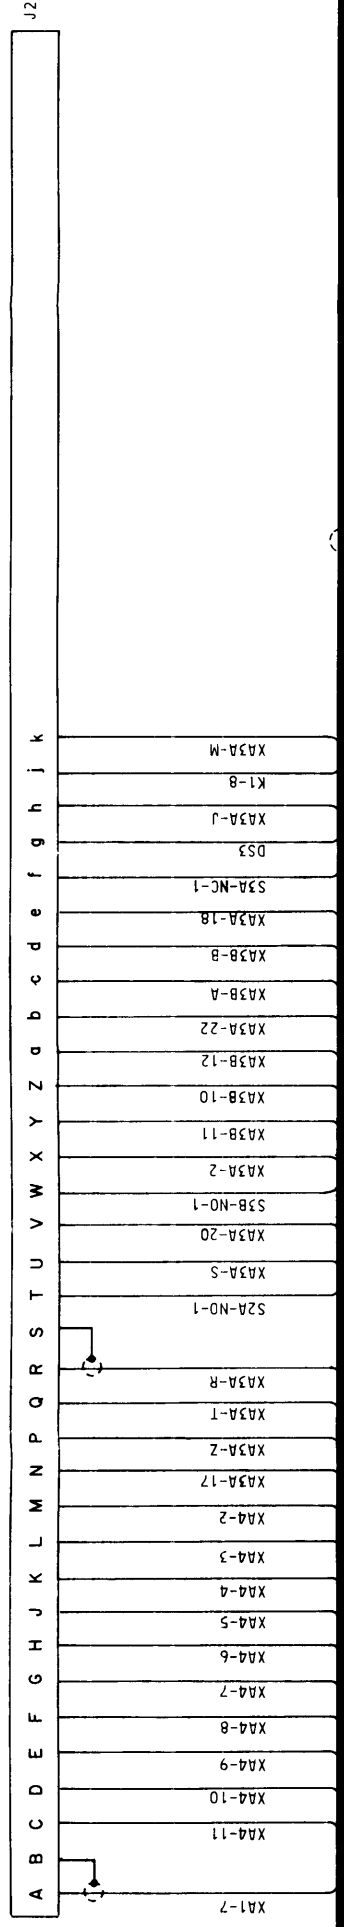 J2
k
XA3A-M
j
K1-8
h
XA3A-J
g
DS3
f
S3A-NC-1
e
XA3A-18
d
XA3B-B
c
XA3B-A
b
XA3A-22
a
XA3B-12
Z
XA3B-10
Y
XA3B-11
X
XA3A-2
W
S3B-NO-1
V
XA3A-20
U
XA3A-S
T
S2A-NO-1
S
R
XA3A-R
Q
XA3A-T
P
XA3A-Z
N
XA3A-17
M
XA4-2
L
XA4-3
K
XA4-4
J
XA4-5
H
XA4-6
G
XA4-7
F
XA4-8
E
XA4-9
D
XA4-10
C
XA4-11
B
A
XA1-7